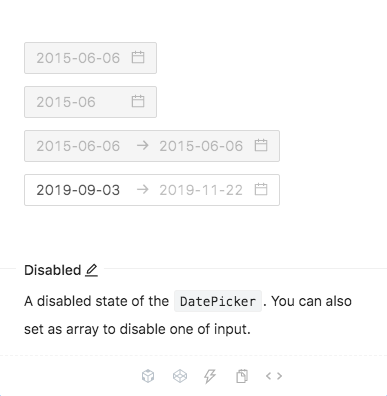 2015-06-06
2015-06
2015-06-06 → 2015-06-06
2019-09-03 → 2019-11-22
Disabled
A disabled state of the DatePicker. You can also
set as array to disable one of input.